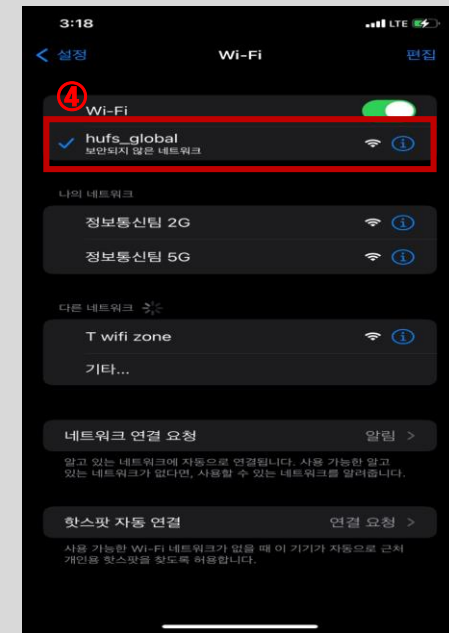 3:18 LTE
설정 Wi-Fi 편집
④
Wi-Fi
hufs_global
보안되지 않은 네트워크
나의 네트워크
정보통신팀 2G
정보통신팀 5G
다른 네트워크
T wifi zone
기타...
네트워크 연결 요청 알림
알고 있는 네트워크에 자동으로 연결됩니다. 사용 가능한 알고
있는 네트워크가 없다면, 사용할 수 있는 네트워크를 알려줍니다.
핫스팟 자동 연결 연결 요청
사용 가능한 Wi-Fi 네트워크가 없을 때 이 기기가 자동으로 근처
개인용 핫스팟을 찾도록 허용합니다.